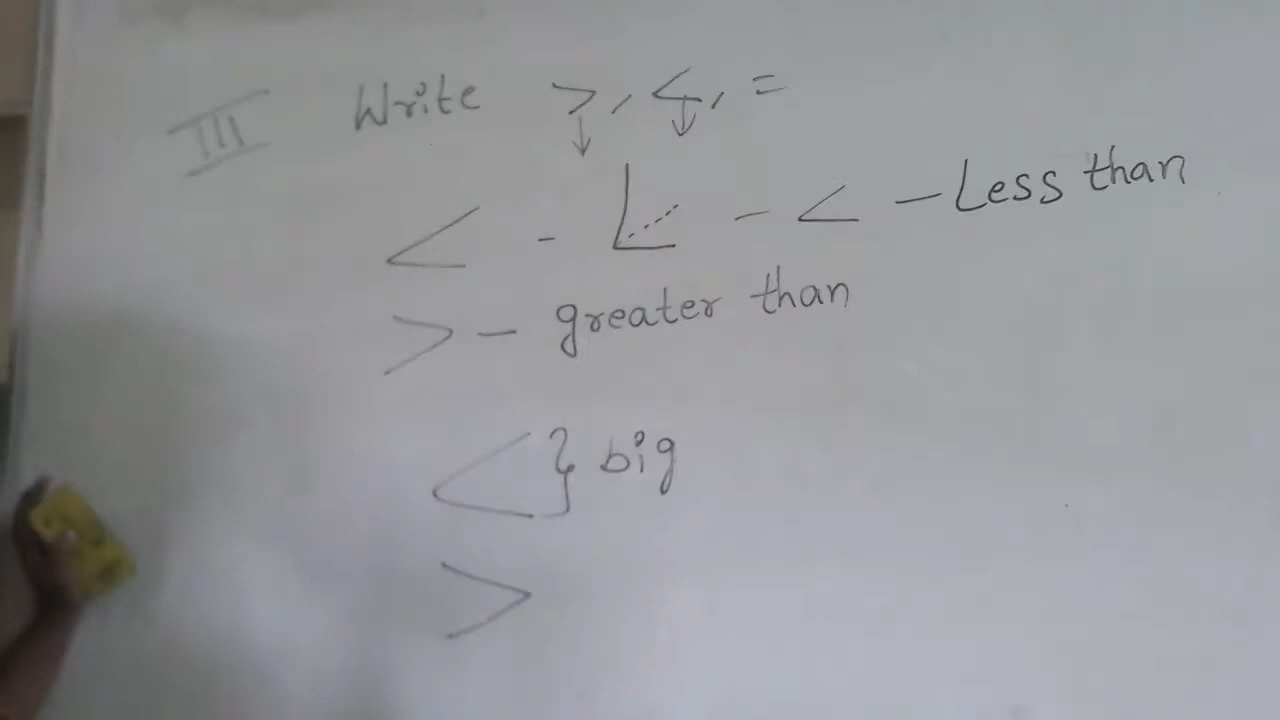 III Write >, <, =
< - - < - Less than
> - greater than
< } big
>